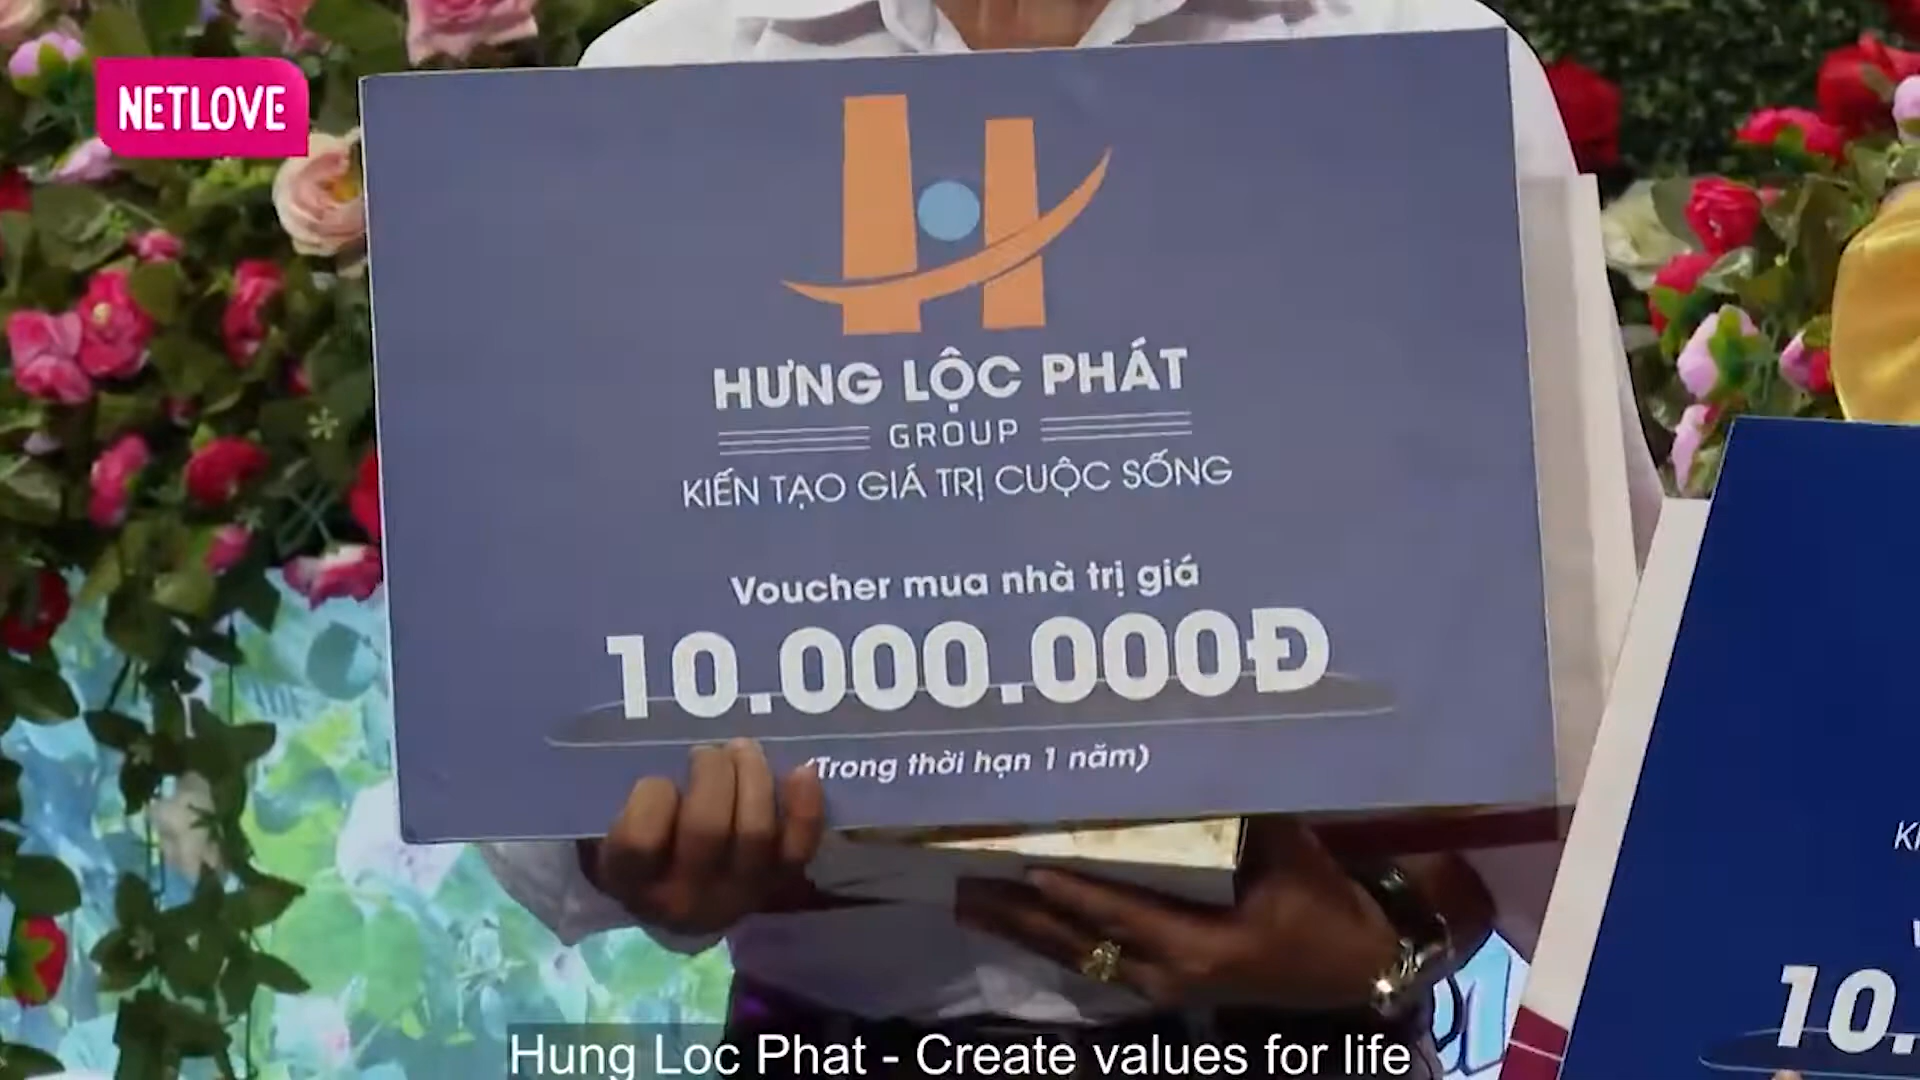 NETLOVE
HƯNG LỘC PHÁT
GROUP
KIẾN TẠO GIÁ TRỊ CUỘC SỐNG
Voucher mua nhà trị giá
10.000.000Đ
(Trong thời hạn 1 năm)
10.
Hung Loc Phat - Create values for life